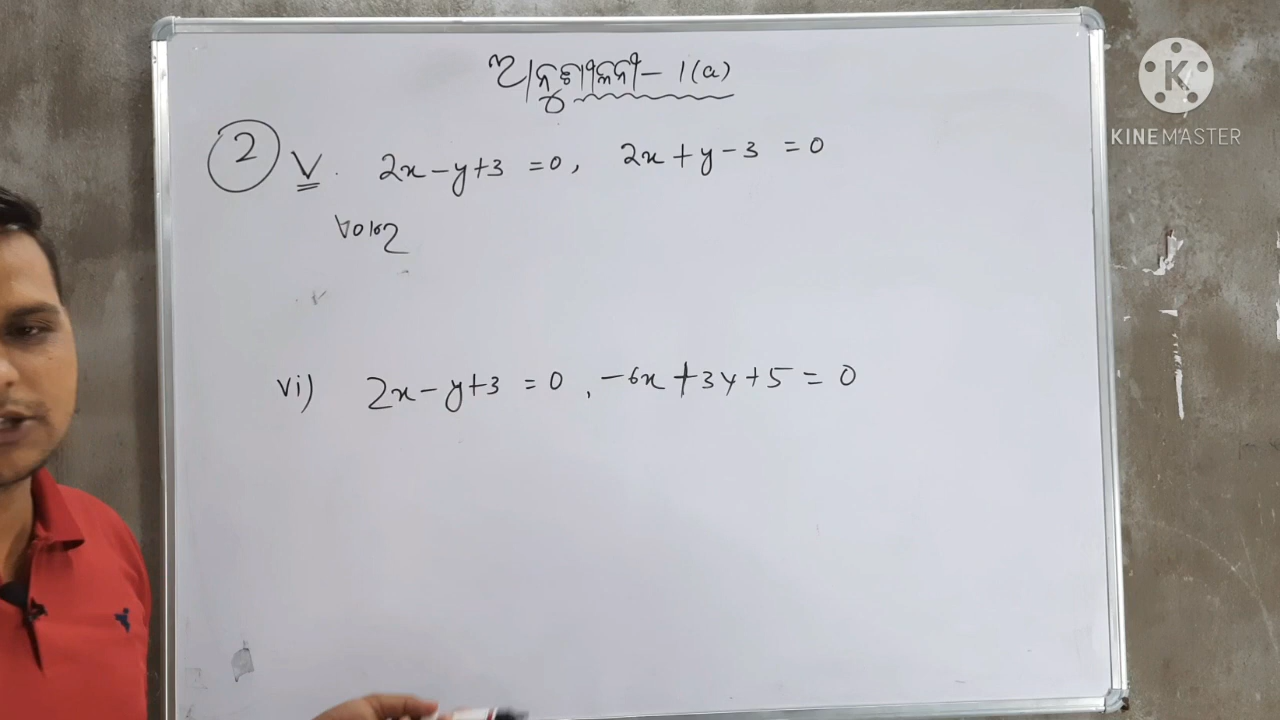 ଅନୁଶୀଳନୀ – 1(a)
K
KINEMASTER
2 V. 2x – y + 3 = 0, 2x + y – 3 = 0
vi) 2x – y + 3 = 0, –6x + 3y + 5 = 0